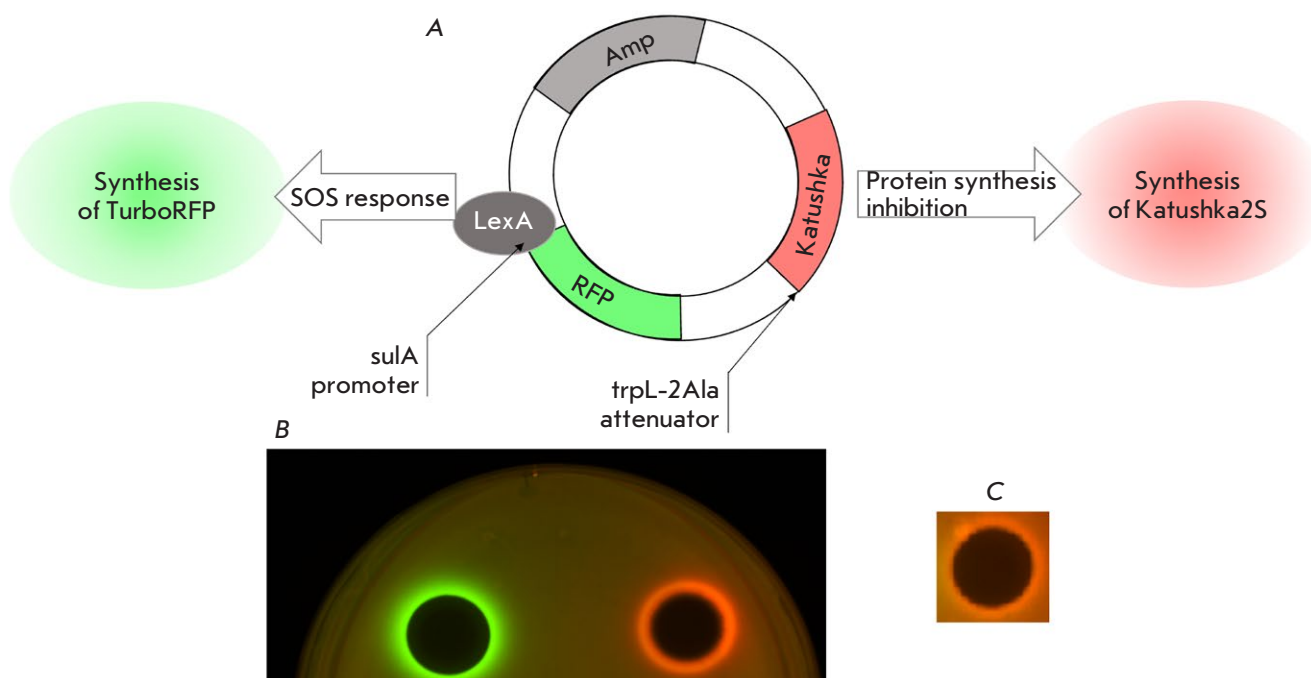 A
Amp
Katushka
RFP
LexA
Synthesis
of TurboRFP
SOS response
Protein synthesis
inhibition
Synthesis
of Katushka2S
sulA
promoter
trpL-2Ala
attenuator
B
C